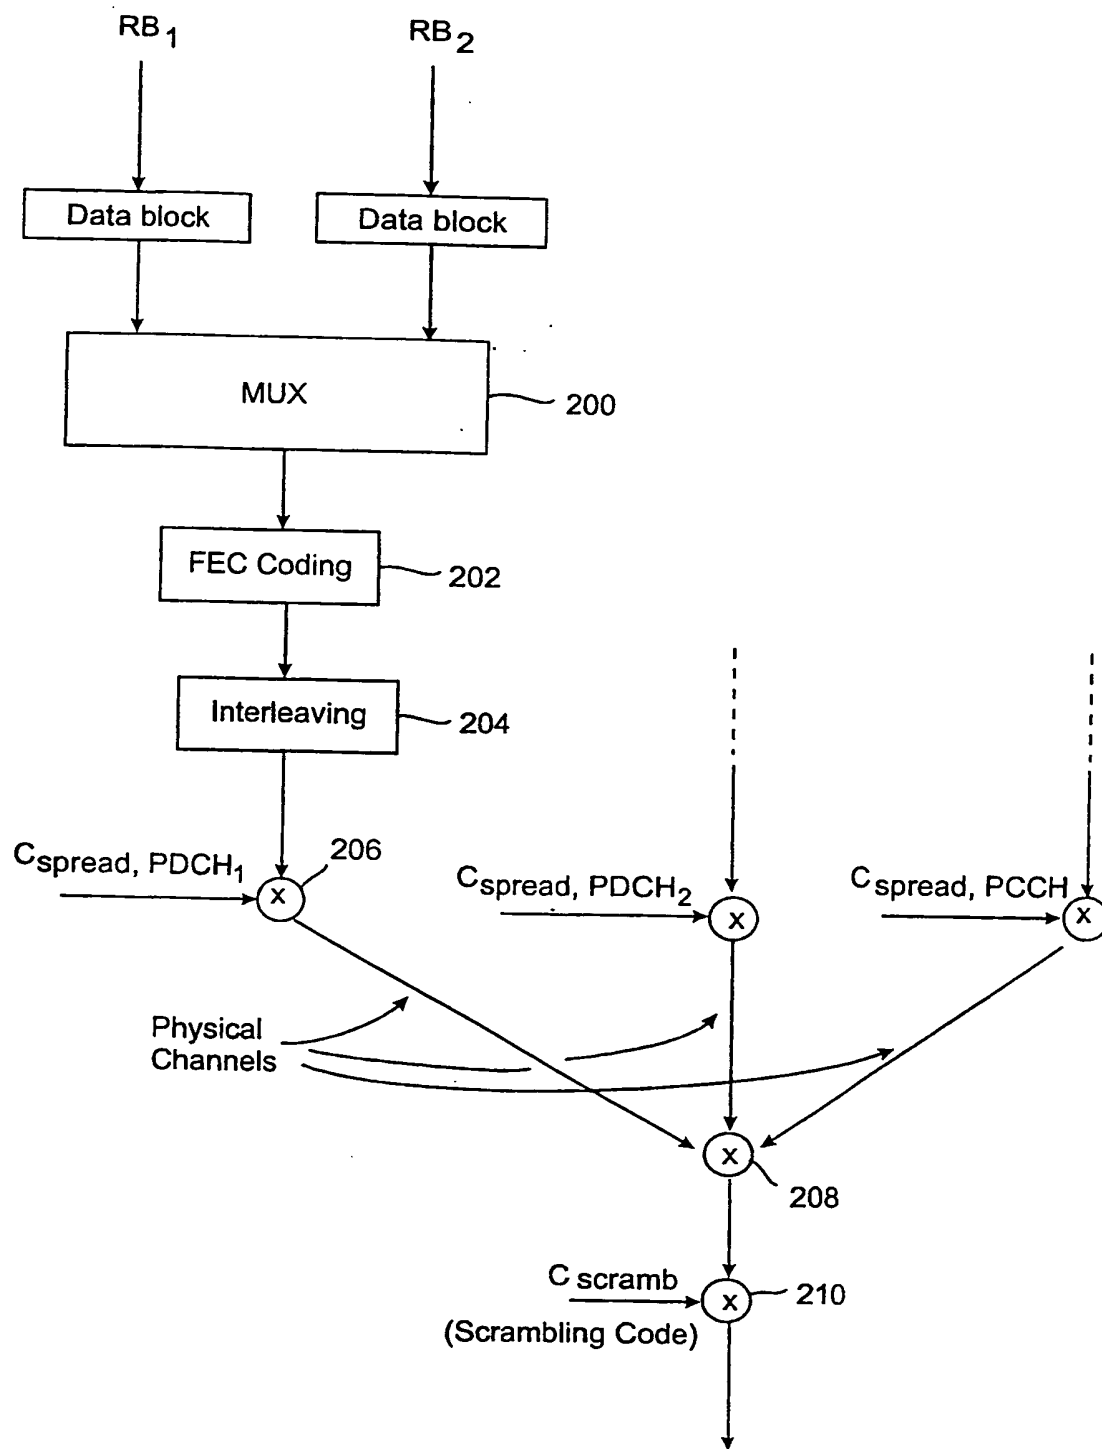 RB1
RB2
Data block
Data block
MUX
200
FEC Coding
202
Interleaving
204
Cspread, PDCH1
206
x
Cspread, PDCH2
x
Cspread, PCCH
x
Physical
Channels
x
208
Cscramb
x
210
(Scrambling Code)